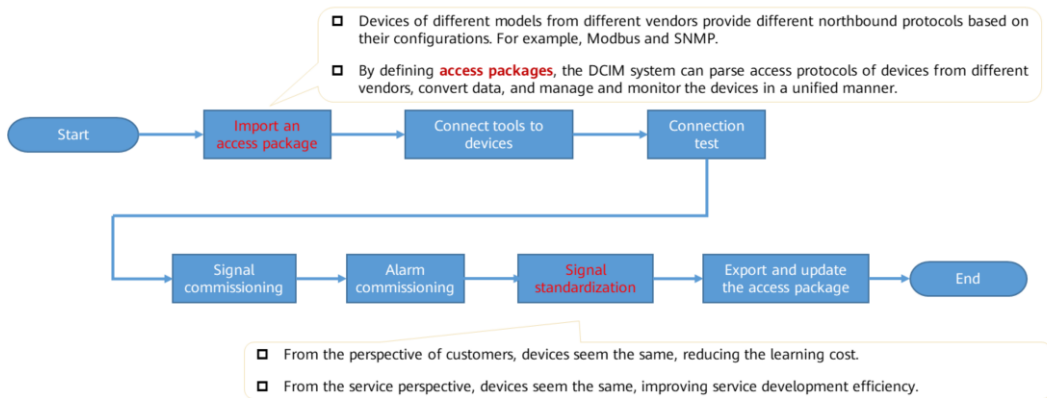 Devices of different models from different vendors provide different northbound protocols based on
their configurations. For example, Modbus and SNMP.
By defining access packages, the DCIM system can parse access protocols of devices from different
vendors, convert data, and manage and monitor the devices in a unified manner.
Start
Import an
access package
Connect tools to
devices
Connection
test
Signal
commissioning
Alarm
commissioning
Signal
standardization
Export and update
the access package
End
From the perspective of customers, devices seem the same, reducing the learning cost.
From the service perspective, devices seem the same, improving service development efficiency.